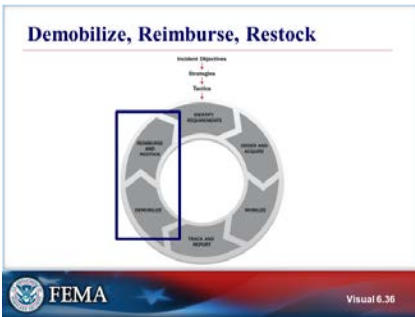 Demobilize, Reimburse, Restock
Incident Objectives
Strategies
Tactics
IDENTIFY
REQUIREMENTS
ORDER AND
ACQUIRE
MOBILIZE
TRACK AND
REPORT
DEMOBILIZE
REIMBURSE
AND
RESTOCK
FEMA
Visual 6.36